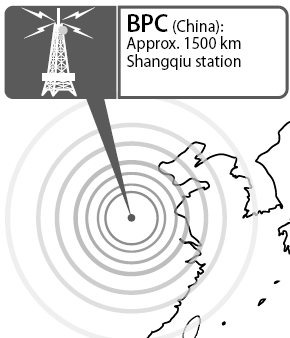 BPC (China):
Approx. 1500 km
Shangqiu station